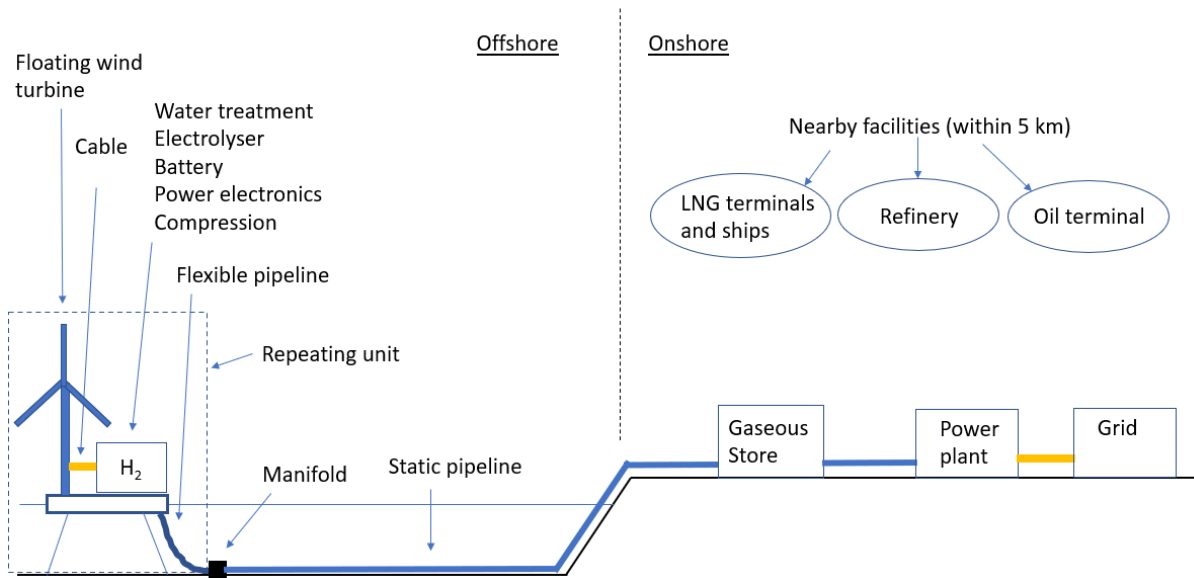 Offshore
Onshore
Floating wind
turbine
Cable
Water treatment
Electrolyser
Battery
Power electronics
Compression
Flexible pipeline
Nearby facilities (within 5 km)
LNG terminals
and ships
Refinery
Oil terminal
Repeating unit
H₂
Manifold
Static pipeline
Gaseous
Store
Power
plant
Grid